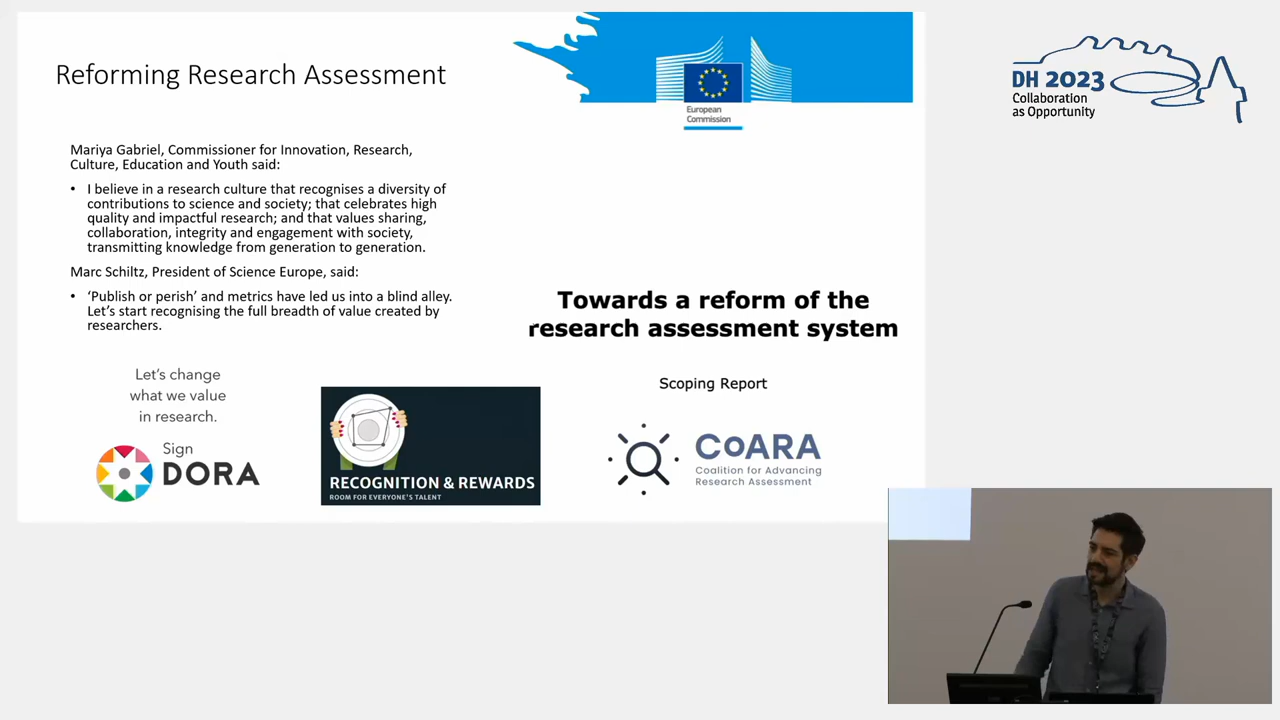 Reforming Research Assessment
European
Commission
Mariya Gabriel, Commissioner for Innovation, Research,
Culture, Education and Youth said:
• I believe in a research culture that recognises a diversity of
contributions to science and society; that celebrates high
quality and impactful research; and that values sharing,
collaboration, integrity and engagement with society,
transmitting knowledge from generation to generation.
Marc Schiltz, President of Science Europe, said:
• ‘Publish or perish’ and metrics have led us into a blind alley.
Let’s start recognising the full breadth of value created by
researchers.
Let’s change
what we value
in research.
Sign
DORA
RECOGNITION & REWARDS
ROOM FOR EVERYONE'S TALENT
Towards a reform of the
research assessment system
Scoping Report
CoARA
Coalition for Advancing
Research Assessment
DH 2023
Collaboration
as Opportunity